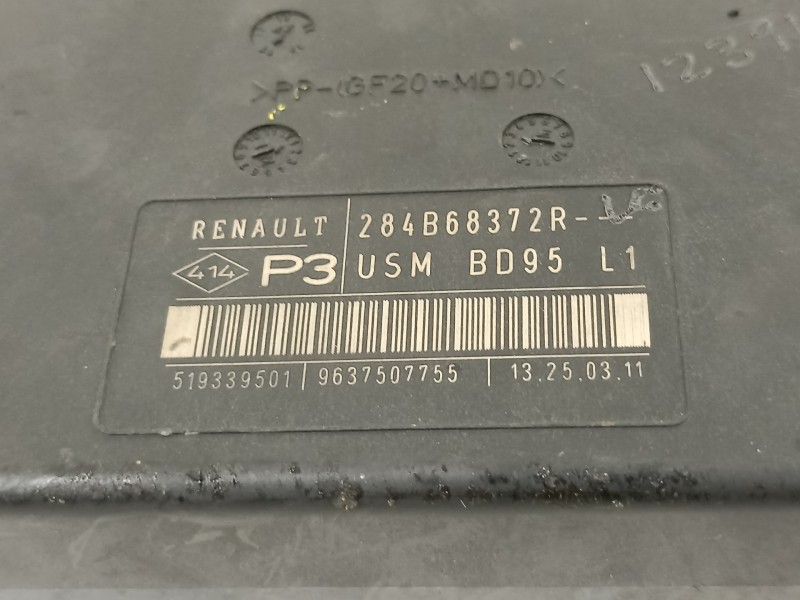 >PP-(GF20+MD10)<
RENAULT 284B68372R-
414 P3 USM BD95 L1
519339501 9637507755 13.25.03.11